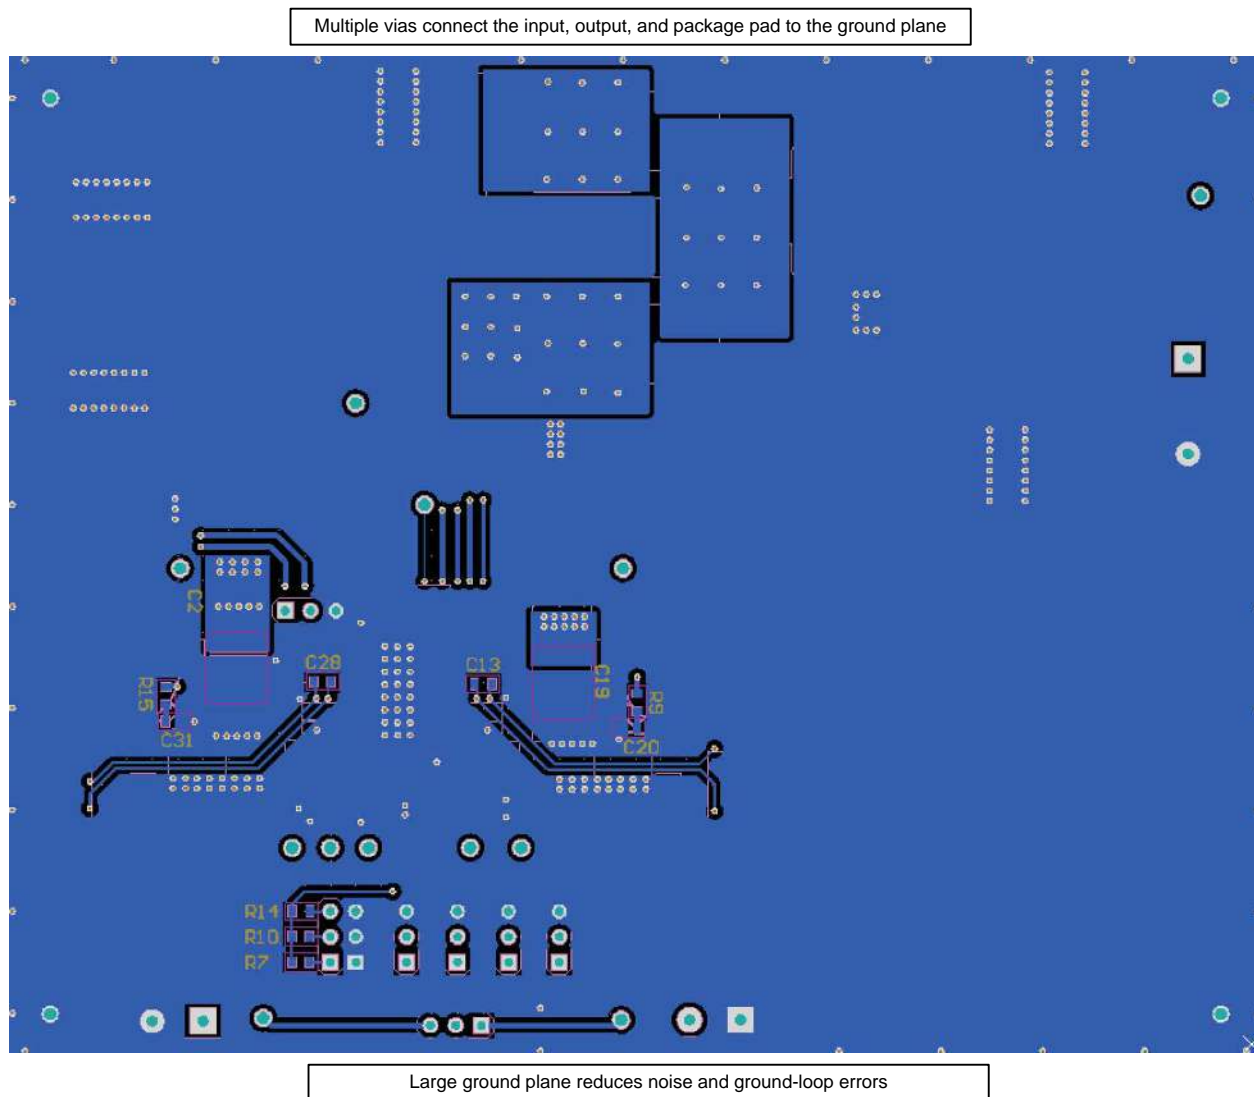 Multiple vias connect the input, output, and package pad to the ground plane
C2
C28
C13
C19
R15
R9
C31
C20
R14
R10
R7
Large ground plane reduces noise and ground-loop errors